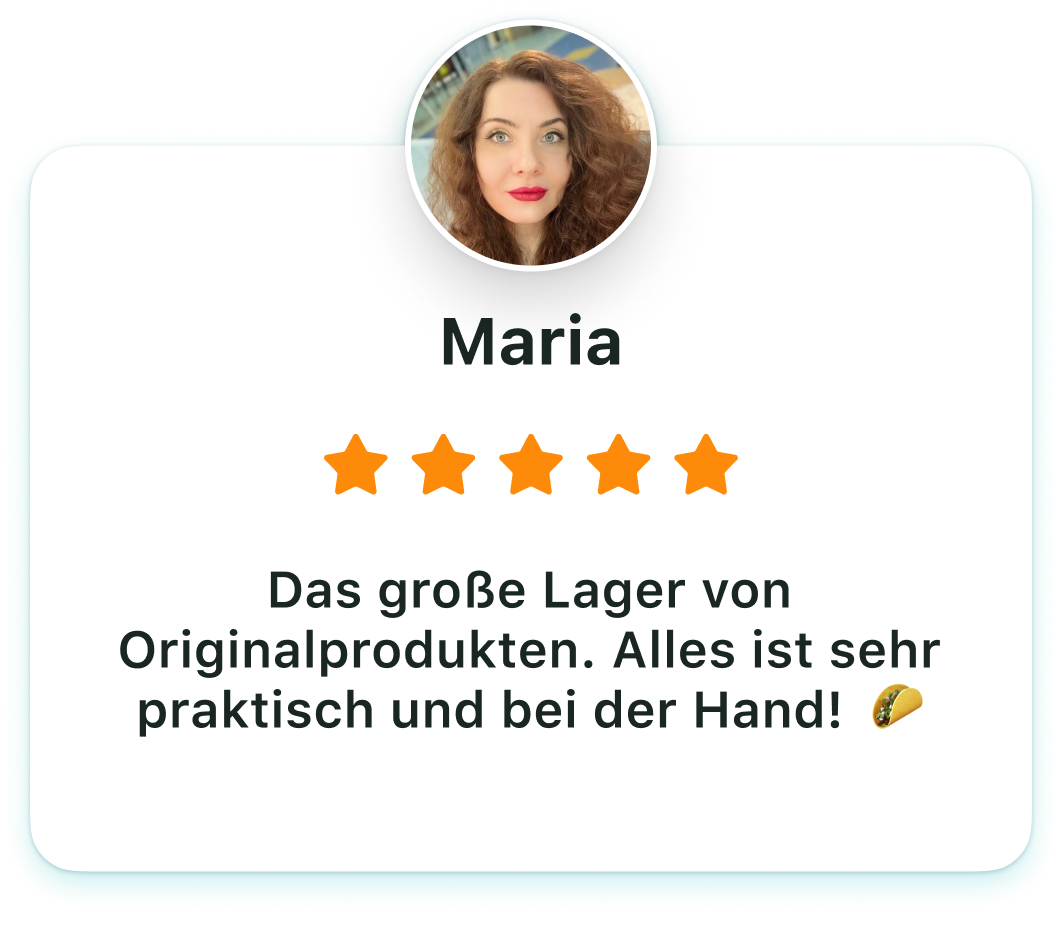 Maria
Das große Lager von
Originalprodukten. Alles ist sehr
praktisch und bei der Hand! 🌮